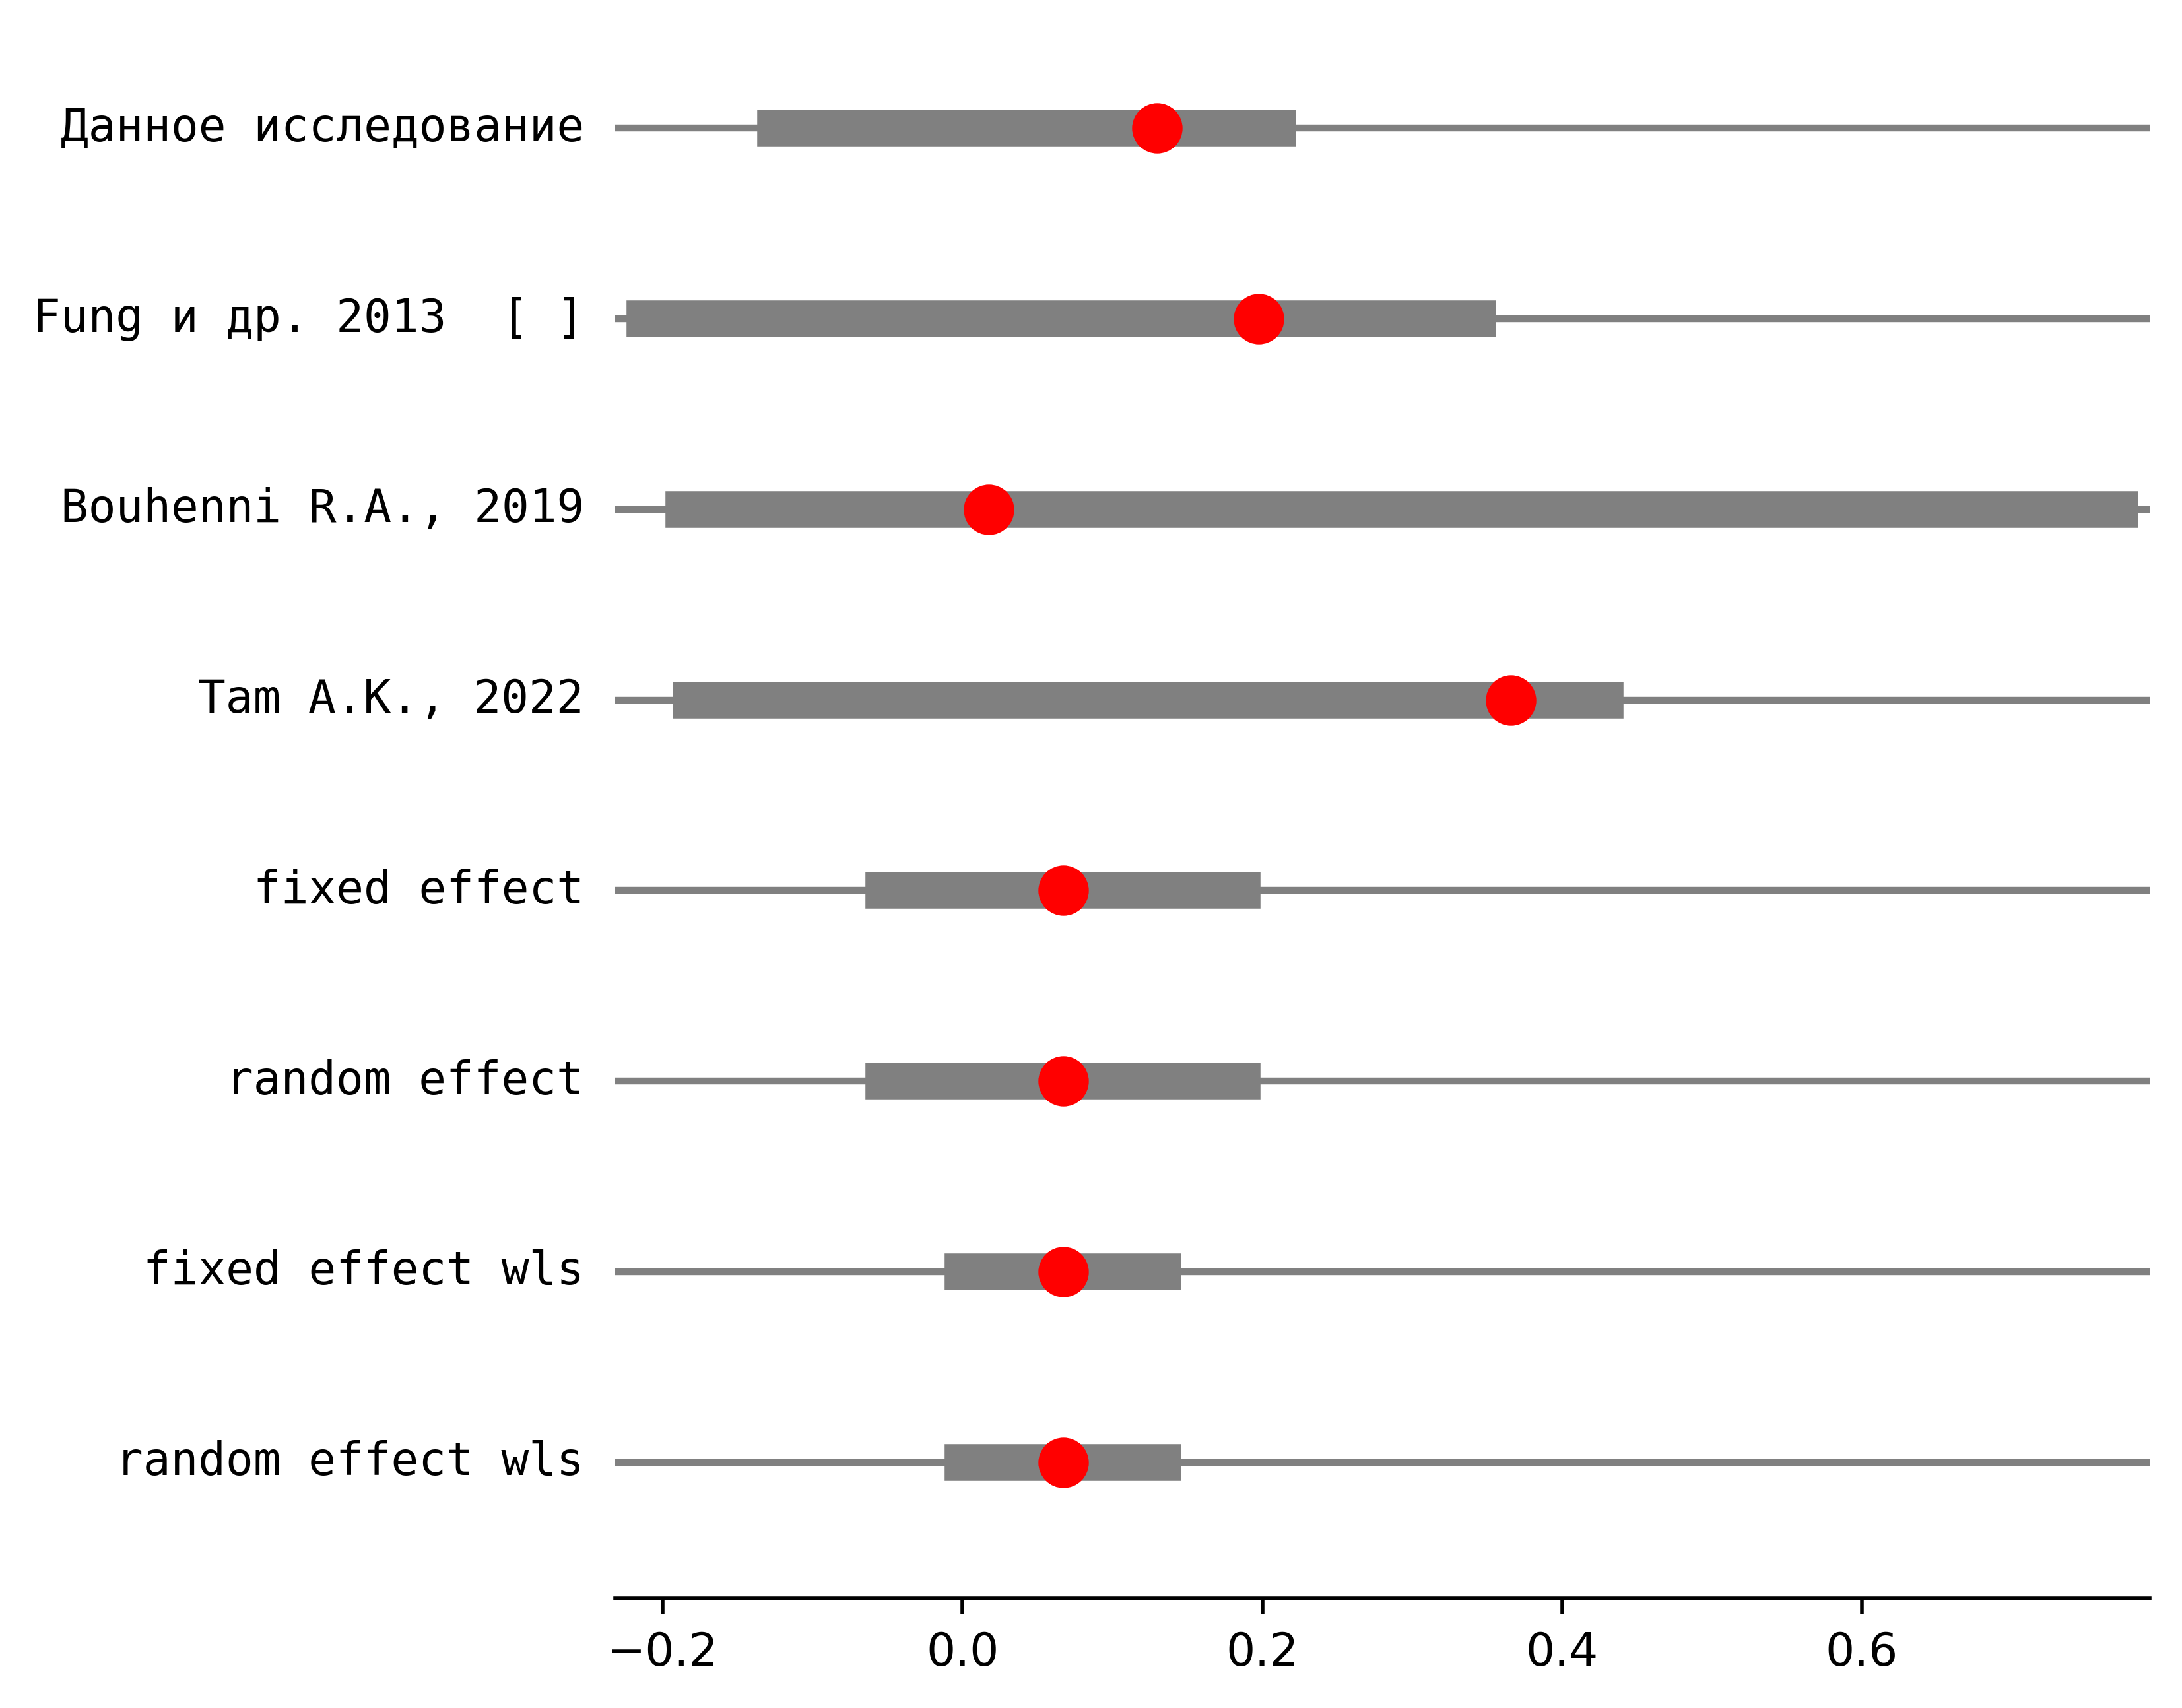 Данное исследование
Fung и др. 2013  [ ]
Bouhenni R.A., 2019
Tam A.K., 2022
fixed effect
random effect
fixed effect wls
random effect wls
−0.2 0.0 0.2 0.4 0.6